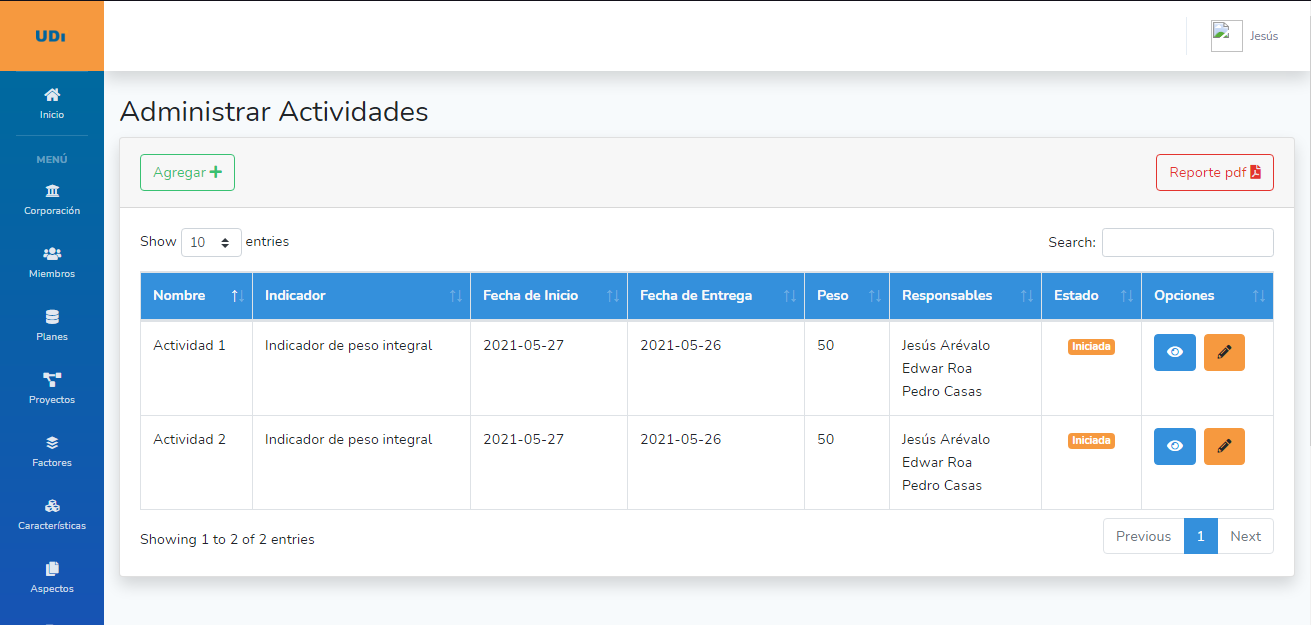 UDi
Jesús
Inicio
MENÚ
Corporación
Miembros
Planes
Proyectos
Factores
Características
Aspectos
Administrar Actividades
Agregar
Reporte pdf
Show 10 entries
Search:
Nombre Indicador Fecha de Inicio Fecha de Entrega Peso Responsables Estado Opciones
Actividad 1 Indicador de peso integral 2021-05-27 2021-05-26 50 Jesús Arévalo Iniciada
Edwar Roa
Pedro Casas
Actividad 2 Indicador de peso integral 2021-05-27 2021-05-26 50 Jesús Arévalo Iniciada
Edwar Roa
Pedro Casas
Showing 1 to 2 of 2 entries
Previous 1 Next